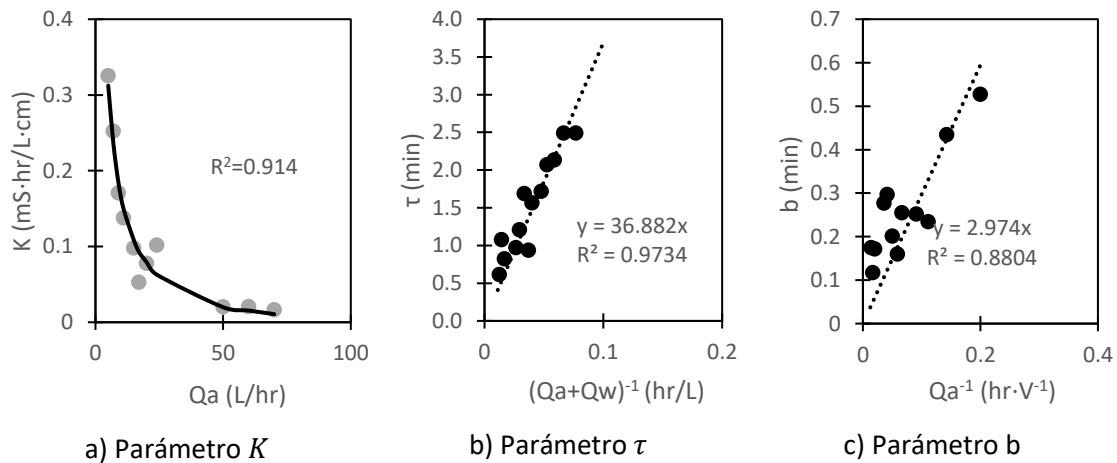 0.4
0.3
0.2
0.1
0
K (mS·hr/L·cm)
R²=0.914
0
50
100
Qa (L/hr)
a) Parámetro K
4.0
3.5
3.0
2.5
2.0
1.5
1.0
0.5
0.0
τ (min)
y = 36.882x
R² = 0.9734
0
0.1
0.2
(Qa+Qw)⁻¹ (hr/L)
b) Parámetro τ
0.7
0.6
0.5
0.4
0.3
0.2
0.1
0
b (min)
y = 2.974x
R² = 0.8804
0
0.2
0.4
Qa⁻¹ (hr·V⁻¹)
c) Parámetro b